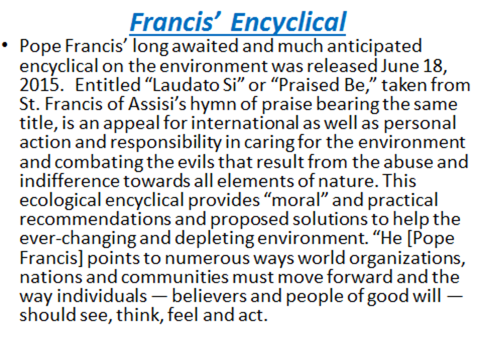 Francis' Encyclical
• Pope Francis' long awaited and much anticipated
encyclical on the environment was released June 18,
2015. Entitled “Laudato Si” or “Praised Be,” taken from
St. Francis of Assisi's hymn of praise bearing the same
title, is an appeal for international as well as personal
action and responsibility in caring for the environment
and combating the evils that result from the abuse and
indifference towards all elements of nature. This
ecological encyclical provides “moral” and practical
recommendations and proposed solutions to help the
ever-changing and depleting environment. “He [Pope
Francis] points to numerous ways world organizations,
nations and communities must move forward and the
way individuals — believers and people of good will —
should see, think, feel and act.